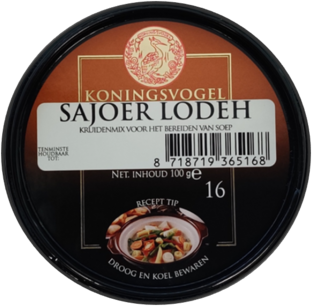 KONINGSVOGEL
SAJOER LODEH
KRUIDENMIX VOOR HET BEREIDEN VAN SOEP
TENMINSTE
HOUDBAAR
TOT:
8 718719 365168
NET. INHOUD 100 g e
16
RECEPT TIP
DROOG EN KOEL BEWAREN